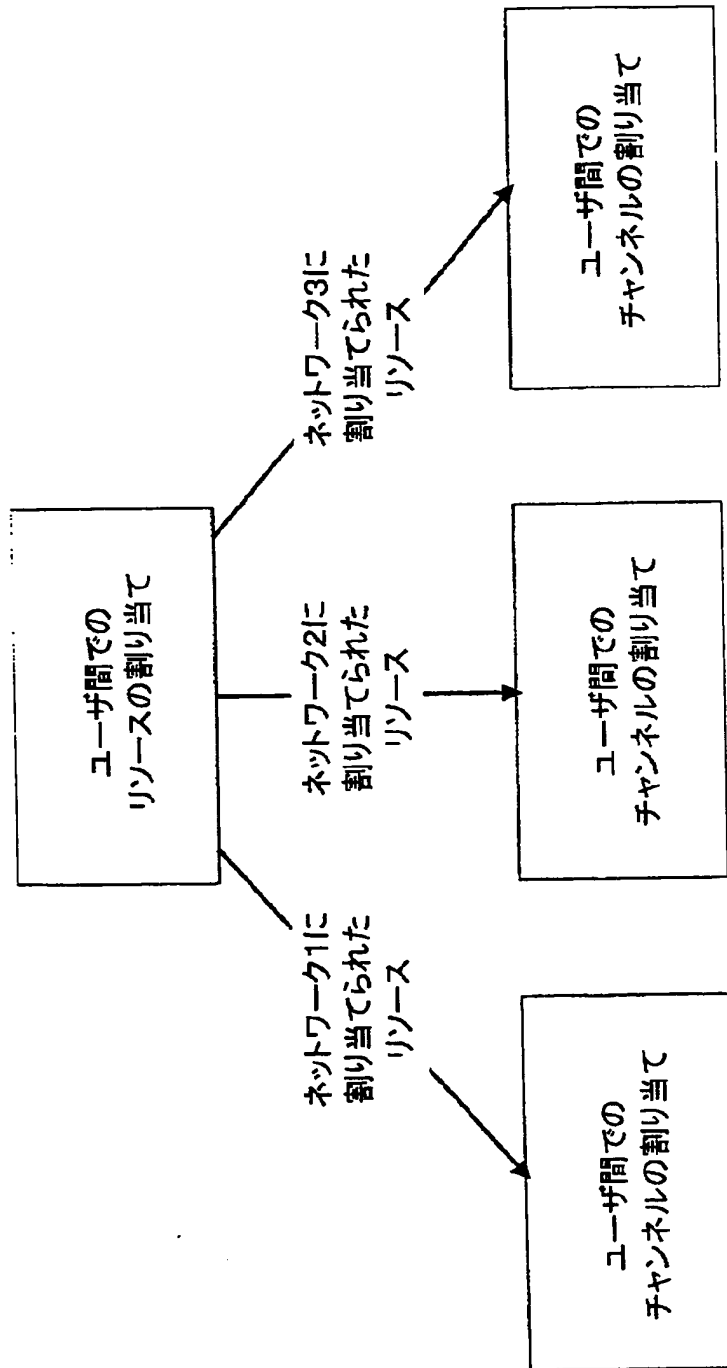 ユーザ間での
リソースの割り当て
ネットワーク1に
割り当てられた
リソース
ネットワーク2に
割り当てられた
リソース
ネットワーク3に
割り当てられた
リソース
ユーザ間での
チャンネルの割り当て
ユーザ間での
チャンネルの割り当て
ユーザ間での
チャンネルの割り当て